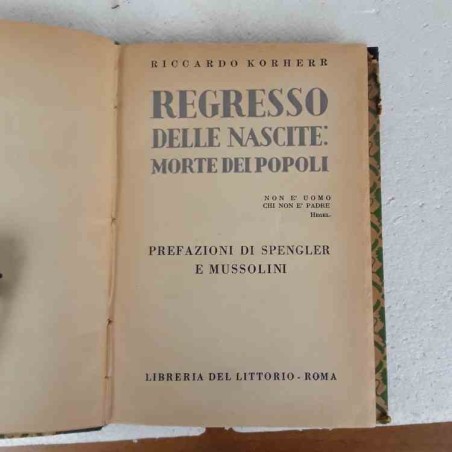 RICCARDO KORHERR
REGRESSO
DELLE NASCITE:
MORTE DEI POPOLI
NON E' UOMO
CHI NON E' PADRE
HEGEL.
PREFAZIONI DI SPENGLER
E MUSSOLINI
LIBRERIA DEL LITTORIO - ROMA